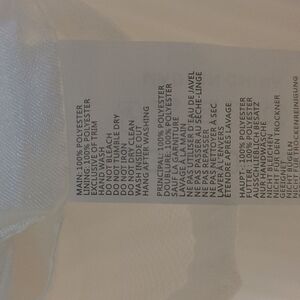 MAIN: 100% POLYESTER
LINING: 100% POLYESTER
EXCLUSIVE OF TRIM
HAND WASH
DO NOT BLEACH
DO NOT TUMBLE DRY
DO NOT IRON
DO NOT DRY CLEAN
WASH INSIDE OUT
HANG AFTER WASHING
PRINCIPAL: 100% POLYESTER
DOUBLURE: 100% POLYESTER
SAUF LA GARNITURE
LAVAGE À LA MAIN
NE PAS UTILISER D'EAU DE JAVEL
NE PAS PASSER AU SÈCHE-LINGE
NE PAS REPASSER
NE PAS NETTOYER À SEC
LAVER À L'ENVERS
ÉTENDRE APRÈS LAVAGE
HAUPT: 100% POLYESTER
FUTTER: 100% POLYESTER
AUSSCHLIESSLICH BESATZ
NUR HANDWÄSCHE
NICHT BLEICHEN
NICHT FÜR DEN TROCKNER
GEEIGNET
NICHT BÜGELN